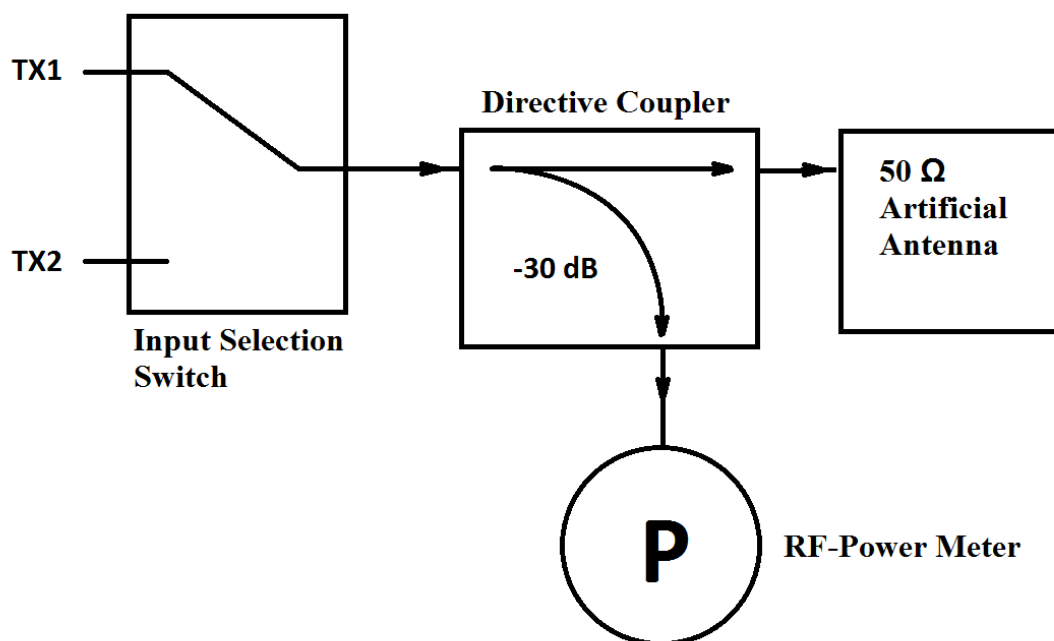 TX1
TX2
Input Selection
Switch
Directive Coupler
-30 dB
50 Ω
Artificial
Antenna
P
RF-Power Meter